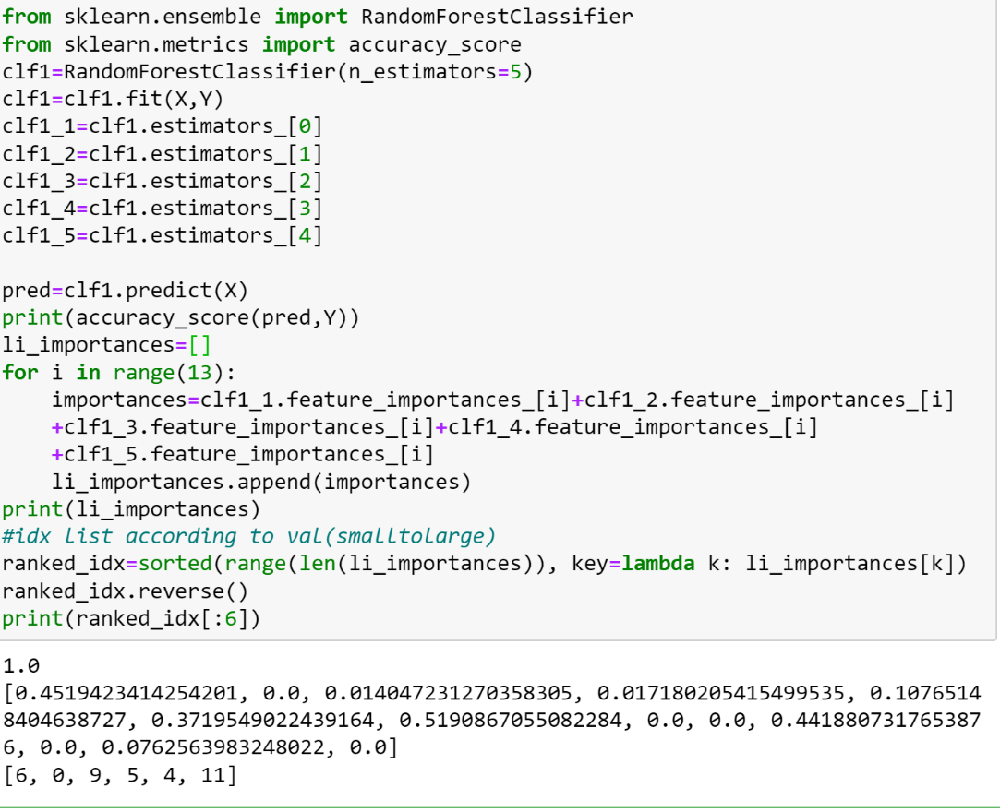 from sklearn.ensemble import RandomForestClassifier
from sklearn.metrics import accuracy_score
clf1=RandomForestClassifier(n_estimators=5)
clf1=clf1.fit(X,Y)
clf1_1=clf1.estimators_[0]
clf1_2=clf1.estimators_[1]
clf1_3=clf1.estimators_[2]
clf1_4=clf1.estimators_[3]
clf1_5=clf1.estimators_[4]

pred=clf1.predict(X)
print(accuracy_score(pred,Y))
li_importances=[]
for i in range(13):
    importances=clf1_1.feature_importances_[i]+clf1_2.feature_importances_[i]
    +clf1_3.feature_importances_[i]+clf1_4.feature_importances_[i]
    +clf1_5.feature_importances_[i]
    li_importances.append(importances)
print(li_importances)
#idx list according to val(smalltolarge)
ranked_idx=sorted(range(len(li_importances)), key=lambda k: li_importances[k])
ranked_idx.reverse()
print(ranked_idx[:6])
1.0
[0.4519423414254201, 0.0, 0.014047231270358305, 0.017180205415499535, 0.1076514
8404638727, 0.3719549022439164, 0.5190867055082284, 0.0, 0.0, 0.441880731765387
6, 0.0, 0.0762563983248022, 0.0]
[6, 0, 9, 5, 4, 11]